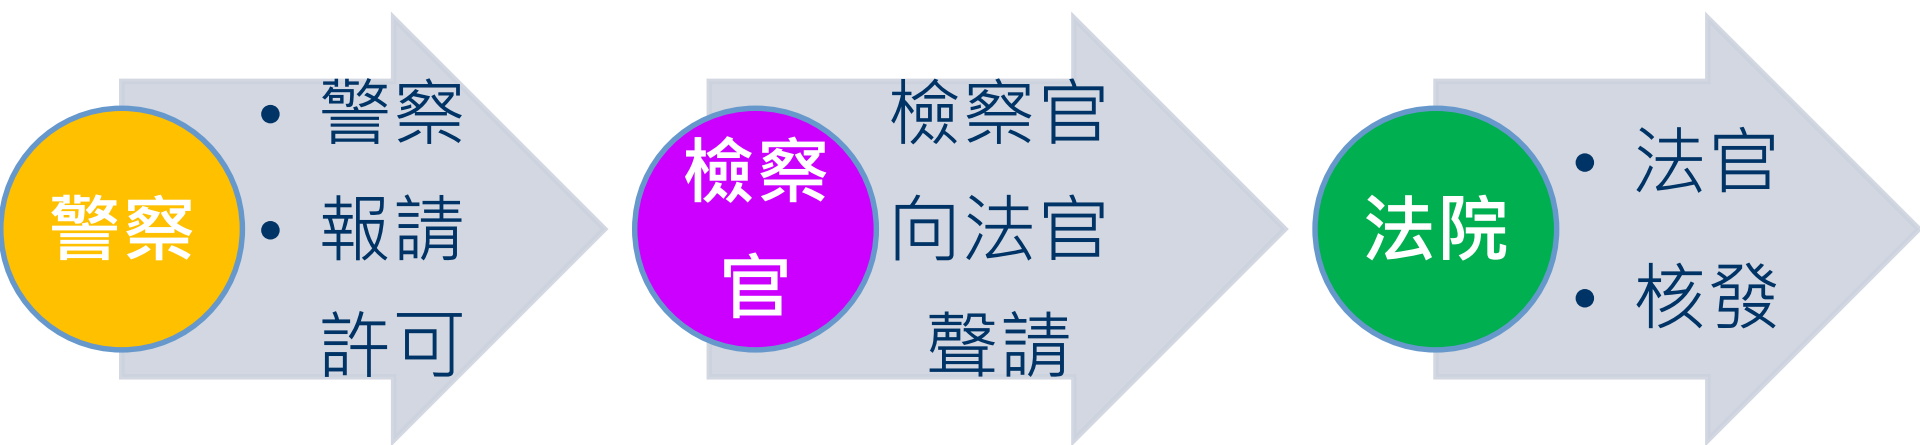 警察
• 警察
• 報請
許可
檢察
官
檢察官
向法官
聲請
法院
• 法官
• 核發